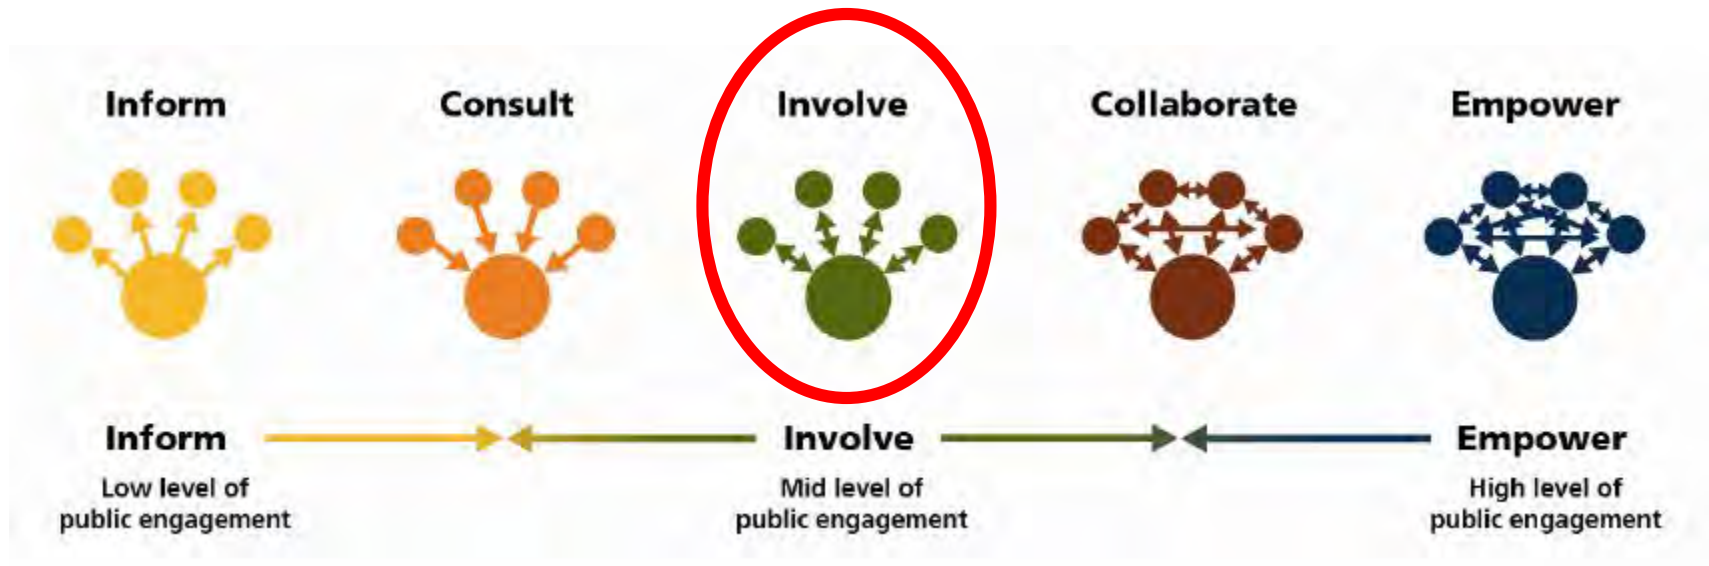 Inform Consult Involve Collaborate Empower
Inform Involve Empower
Low level of Mid level of High level of
public engagement public engagement public engagement